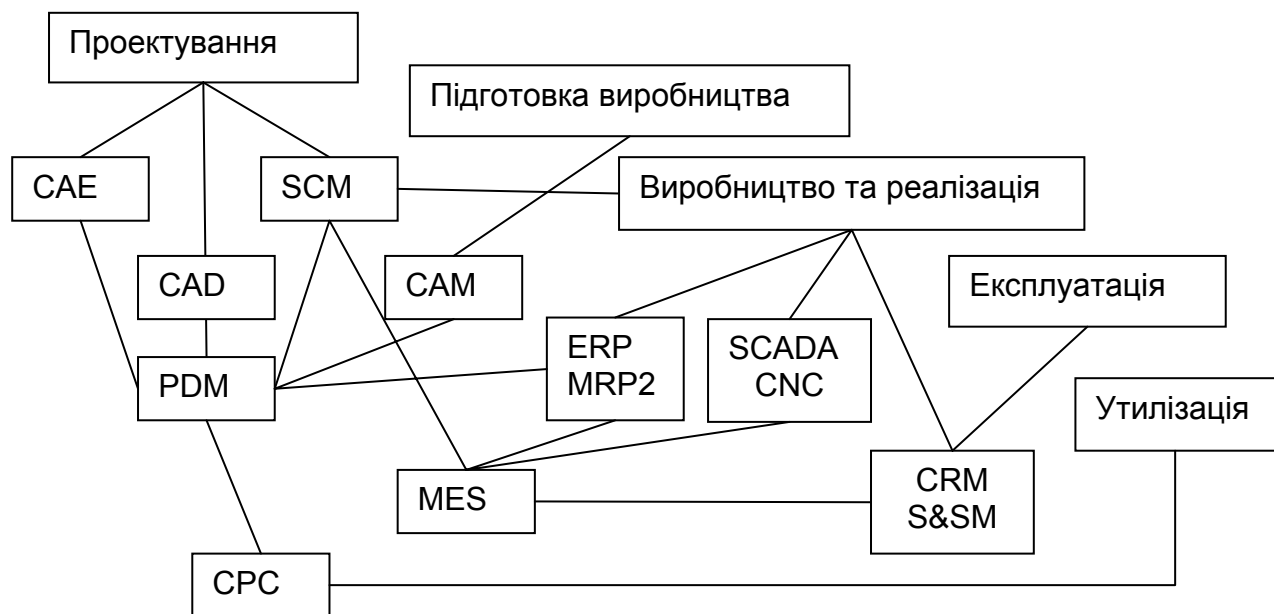 Проектування
Підготовка виробництва
CAE
SCM
Виробництво та реалізація
CAD
CAM
Експлуатація
ERP
MRP2
SCADA
CNC
PDM
Утилізація
MES
CRM
S&SM
CPC